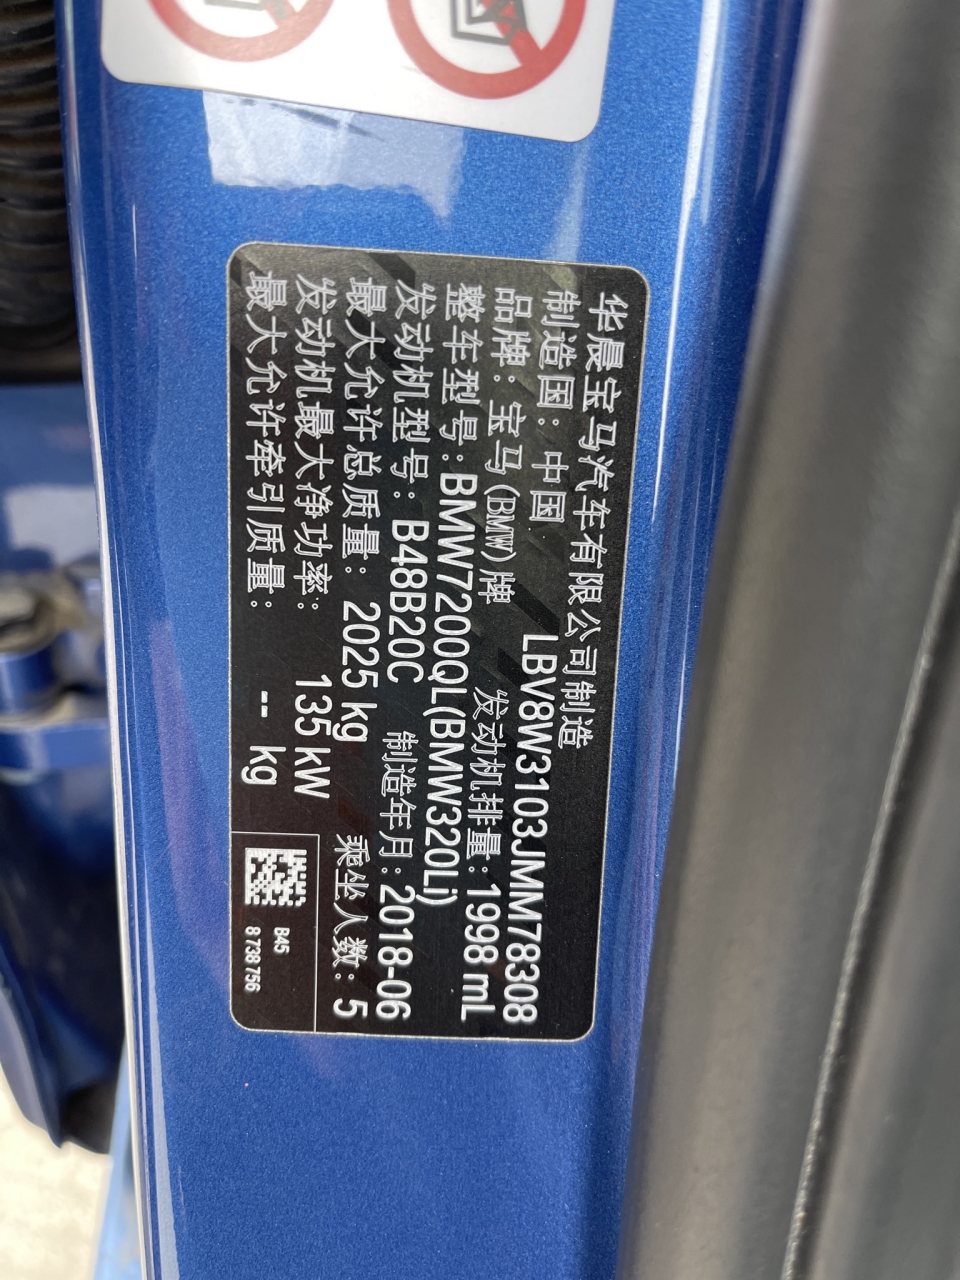 华晨宝马汽车有限公司制造
制造国：中国 LBV8W3103JMM78308
品牌：宝马(BMW)牌 发动机排量：1998 mL
整车型号：BMW7200QL(BMW320Li)
发动机型号：B48B20C 制造年月：2018-06
最大允许总质量：2025 kg 乘坐人数：5
发动机最大净功率：135 kW
最大允许牵引质量：-- kg
B45
8 738 756